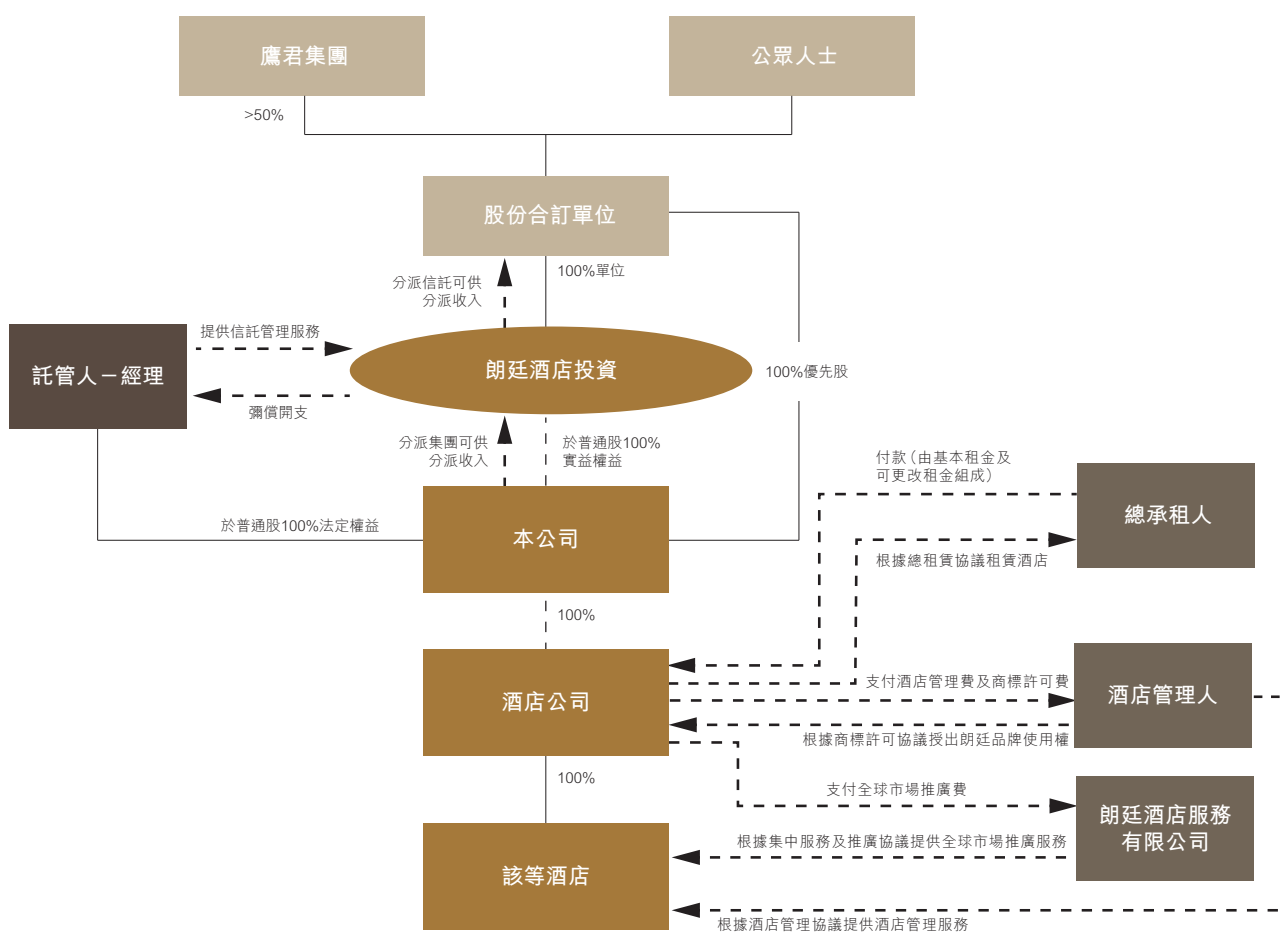 鷹君集團
公眾人士
>50%
股份合訂單位
分派信託可供
分派收入
100%單位
提供信託管理服務
託管人－經理
朗廷酒店投資
100%優先股
彌償開支
分派集團可供
分派收入
於普通股100%
實益權益
付款（由基本租金及
可更改租金組成）
總承租人
於普通股100%法定權益
本公司
根據總租賃協議租賃酒店
100%
酒店公司
支付酒店管理費及商標許可費
酒店管理人
根據商標許可協議授出朗廷品牌使用權
100%
支付全球市場推廣費
朗廷酒店服務
有限公司
根據集中服務及推廣協議提供全球市場推廣服務
該等酒店
根據酒店管理協議提供酒店管理服務